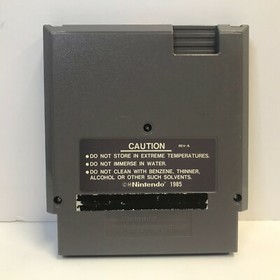 CAUTION
REV-A
• DO NOT STORE IN EXTREME TEMPERATURES.
• DO NOT IMMERSE IN WATER.
• DO NOT CLEAN WITH BENZENE, THINNER,
ALCOHOL OR OTHER SUCH SOLVENTS.
©Nintendo® 1985